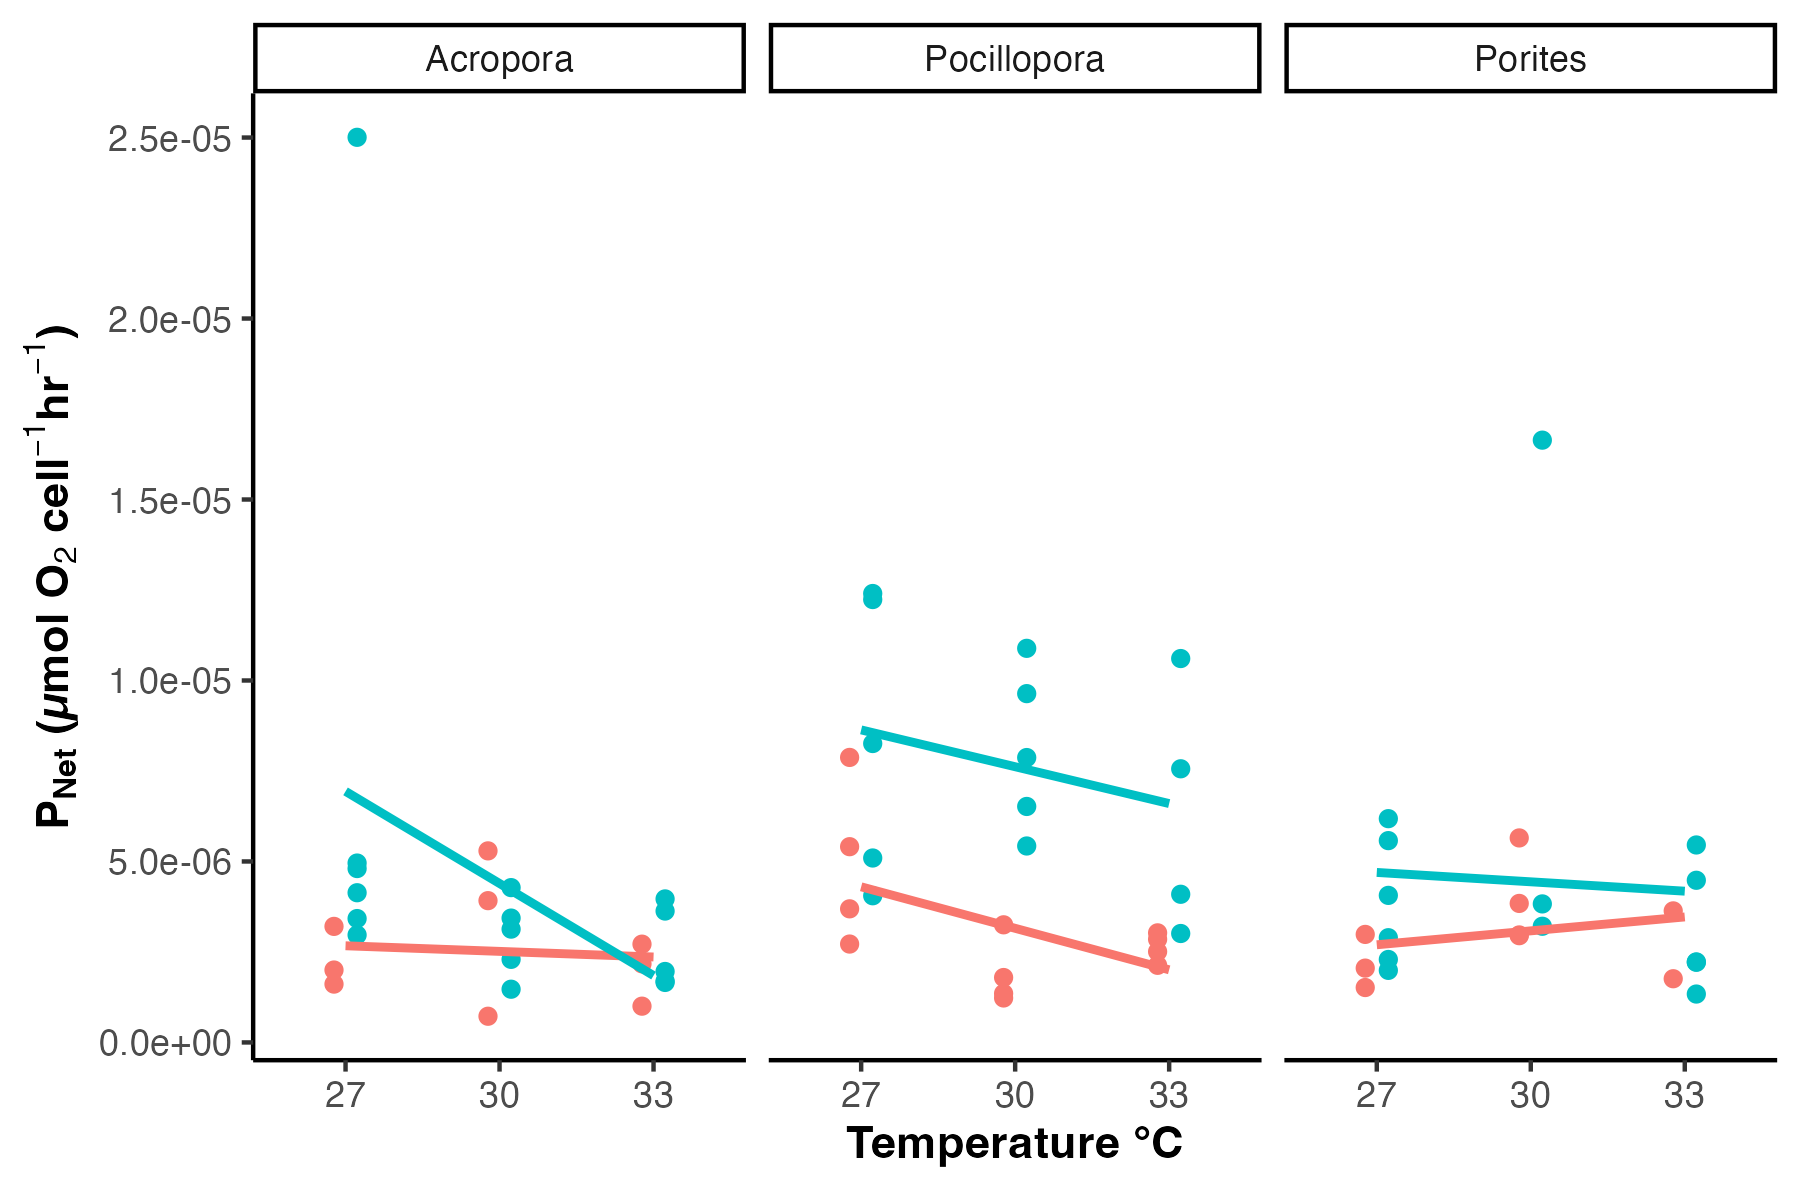 Acropora Pocillopora Porites
2.5e-05
2.0e-05
1.5e-05
1.0e-05
5.0e-06
0.0e+00
P_Net (μmol O₂ cell⁻¹hr⁻¹)
27 30 33 27 30 33 27 30 33
Temperature °C